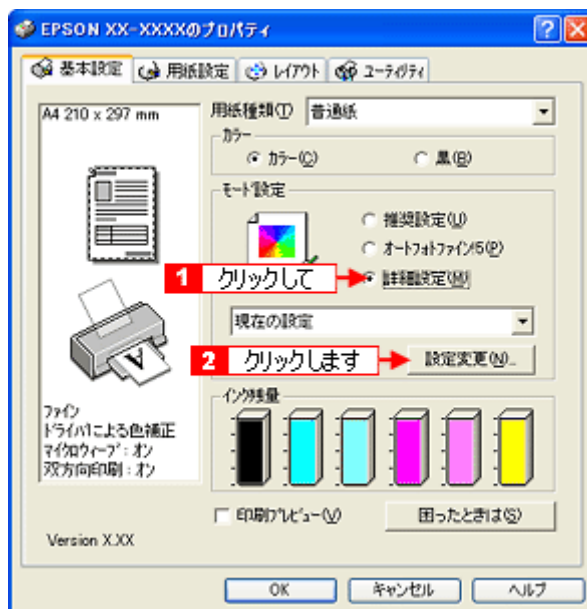 EPSON XX-XXXXのプロパティ
基本設定 用紙設定 レイアウト ユーティリティ
A4 210 x 297 mm
用紙種類(T) 普通紙
カラー
カラー(C) 黒(B)
モード設定
推奨設定(U)
オートフォトファイン!5(P)
1 クリックして 詳細設定(M)
現在の設定
2 クリックします 設定変更(N)...
インク残量
ファイン
ドライバによる色補正
マイクロウィーブ:オン
双方向印刷:オン
印刷プレビュー(V) 困ったときは(S)
Version X.XX
OK キャンセル ヘルプ